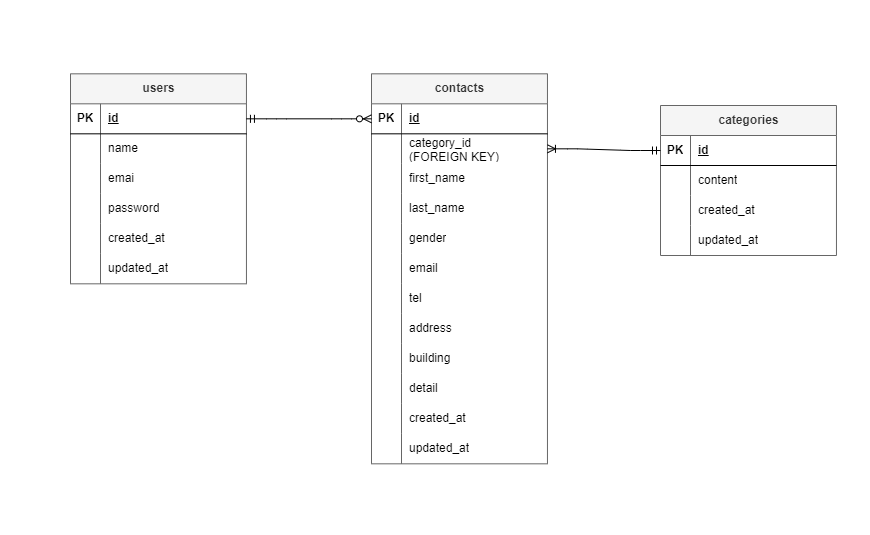 users
PK id
name
emai
password
created_at
updated_at
contacts
PK id
category_id
(FOREIGN KEY)
first_name
last_name
gender
email
tel
address
building
detail
created_at
updated_at
categories
PK id
content
created_at
updated_at